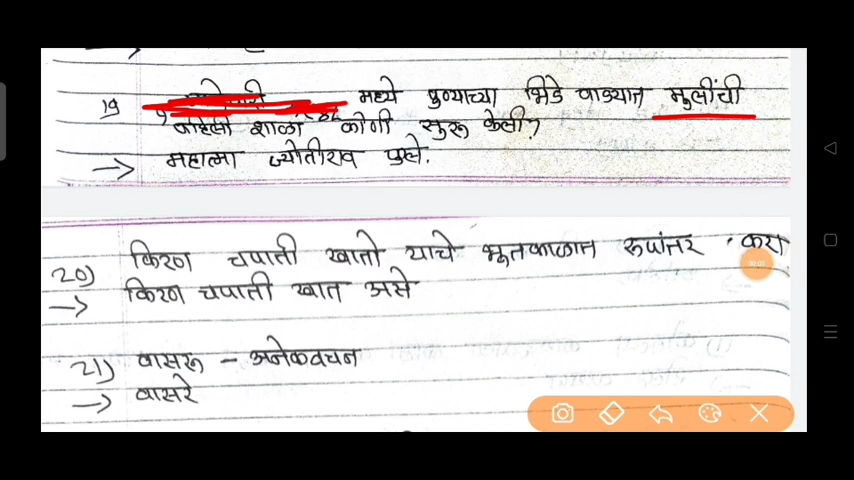 19 मध्ये पुण्याच्या भिडे वाड्यात मुलींची
पहिली शाळा कोणी सुरू केली?
→ महात्मा ज्योतीराव फुले.
20) किरण चपाती खातो याचे भूतकाळात रूपांतर करा
→ किरण चपाती खात असे
21) वासरू - अनेकवचन
→ वासरे